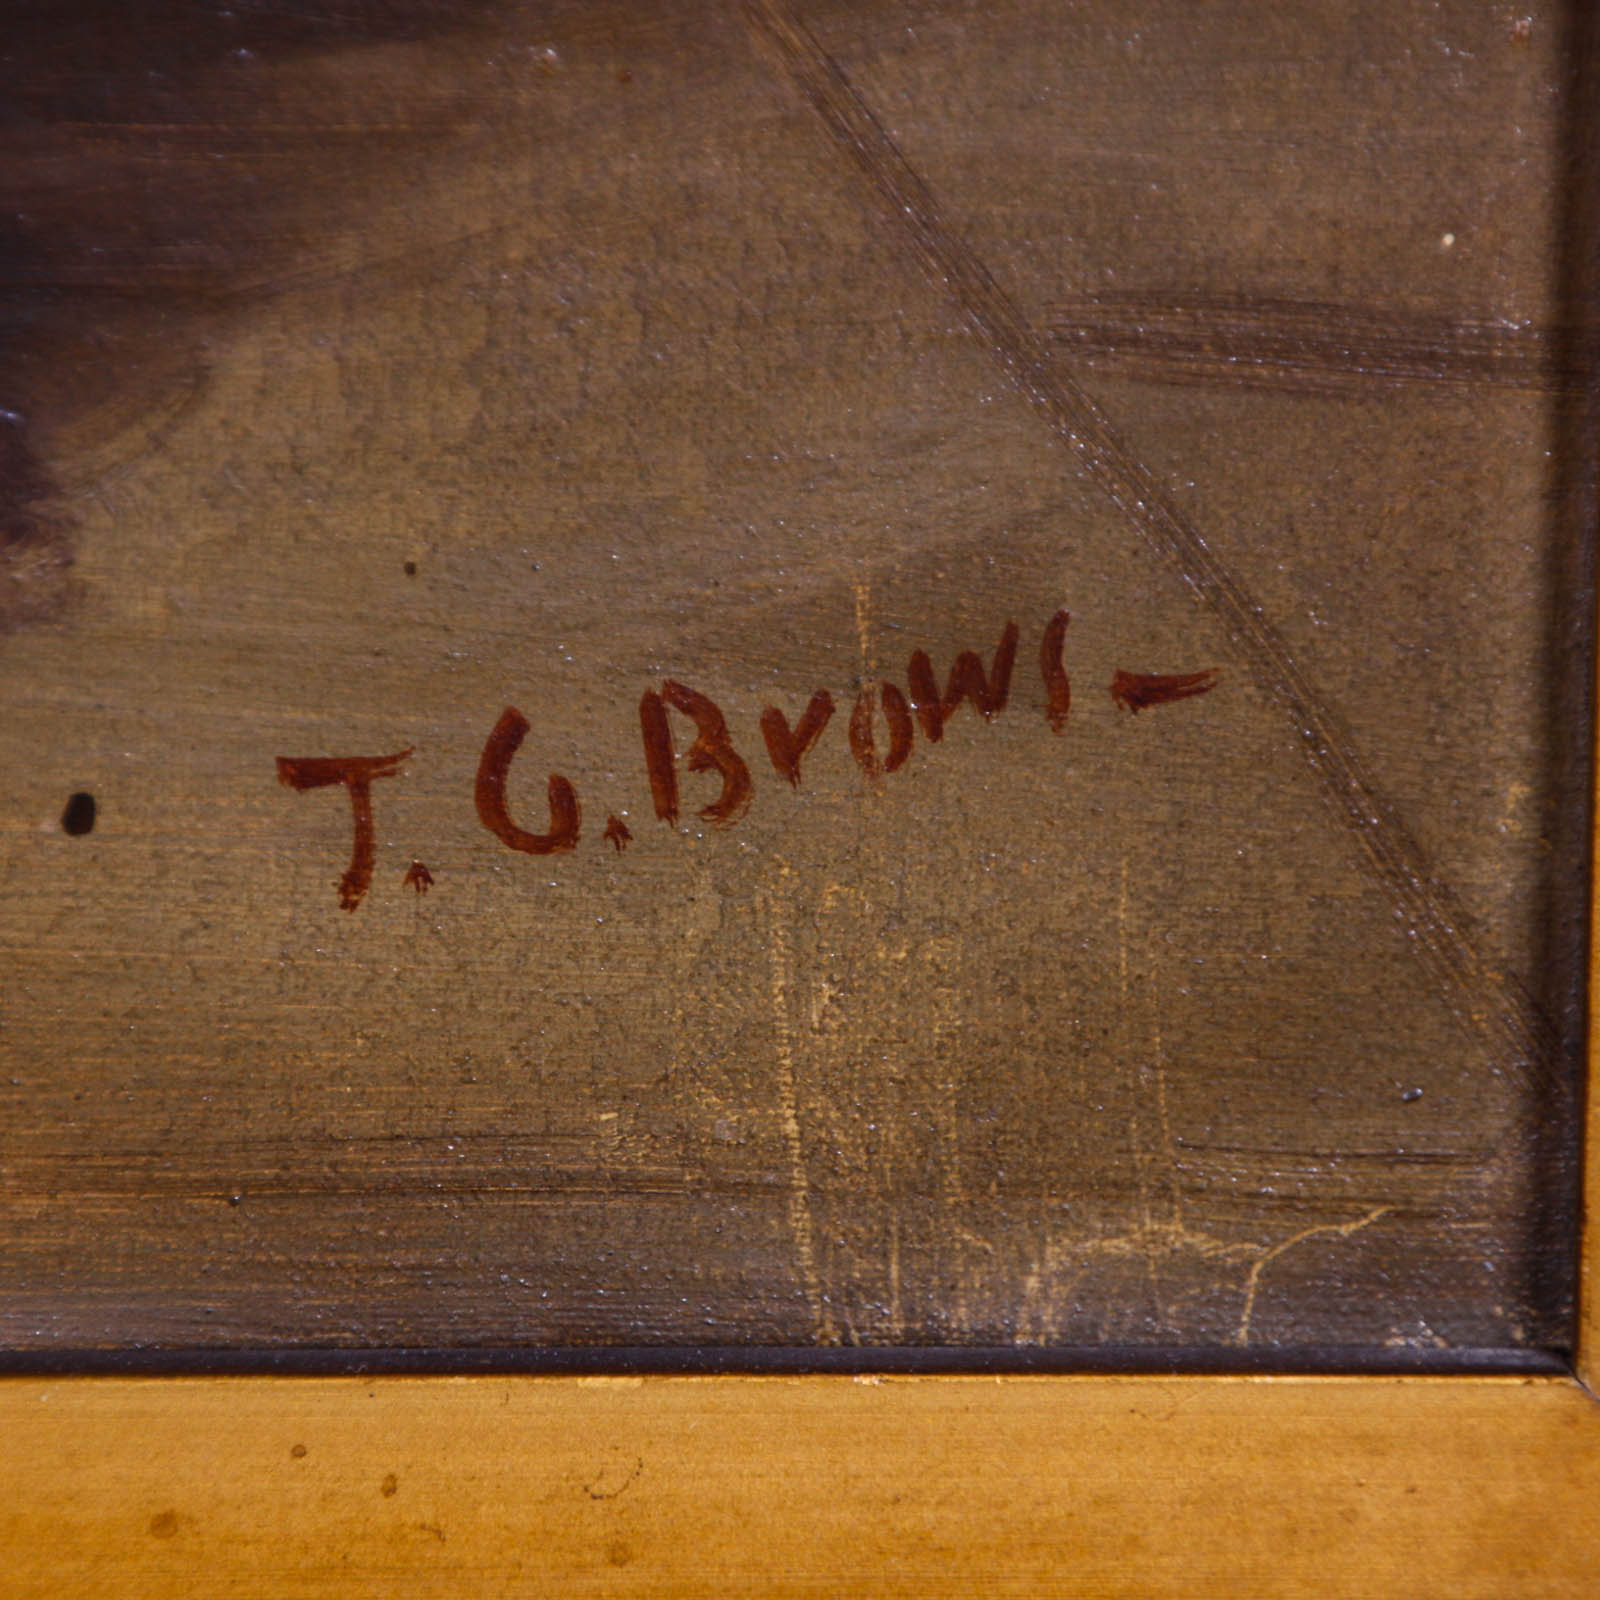 J. G. Brown -